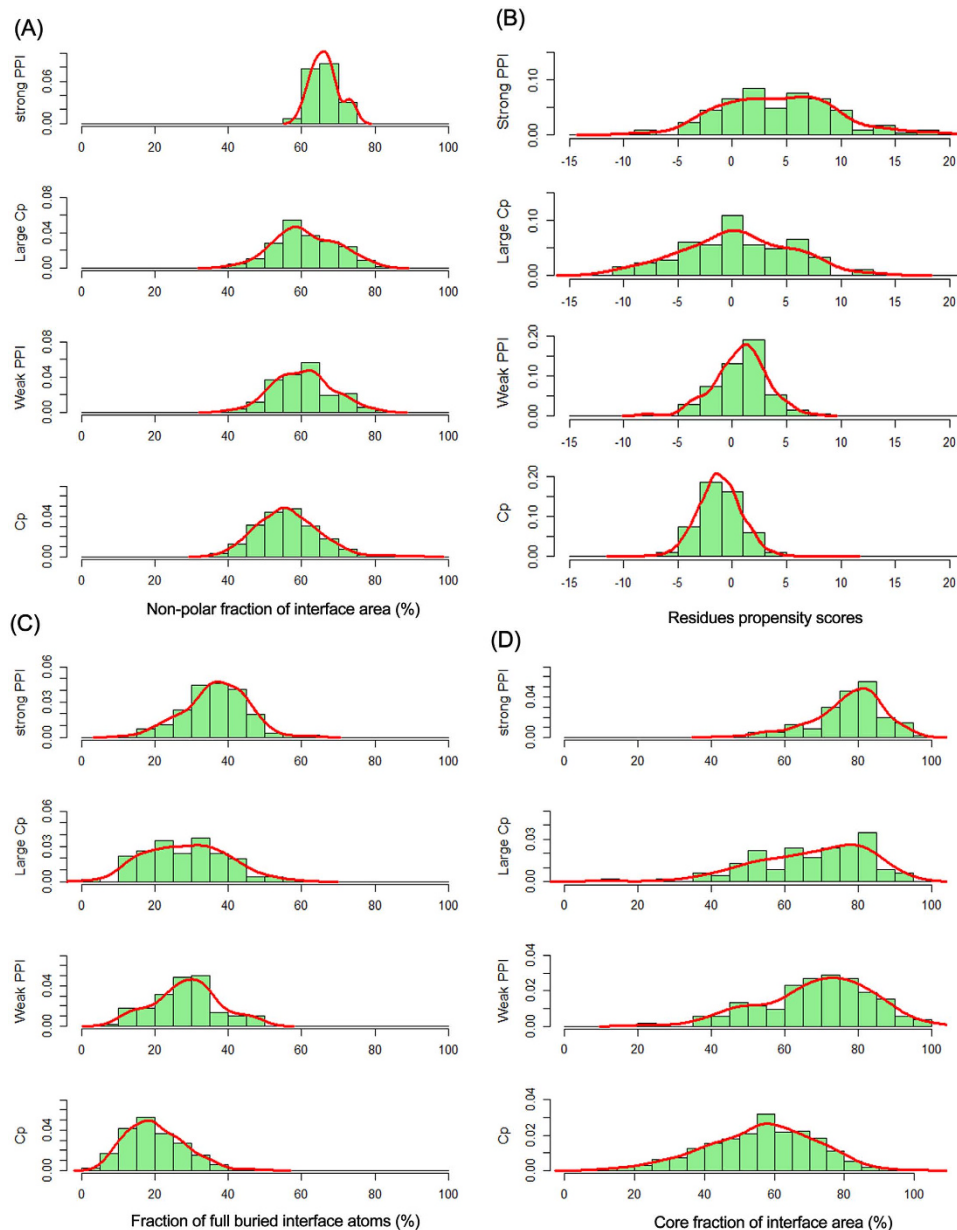 (A)
strong PPI
0.00 0.06
0 20 40 60 80 100
Large Cp
0.00 0.04 0.08
0 20 40 60 80 100
Weak PPI
0.00 0.04 0.08
0 20 40 60 80 100
Cp
0.00 0.04
0 20 40 60 80 100
Non-polar fraction of interface area (%)
(B)
Strong PPI
0.00 0.10
-15 -10 -5 0 5 10 15 20
Large Cp
0.00 0.10
-15 -10 -5 0 5 10 15 20
Weak PPI
0.00 0.10 0.20
-15 -10 -5 0 5 10 15 20
Cp
0.00 0.10 0.20
-15 -10 -5 0 5 10 15 20
Residues propensity scores
(C)
strong PPI
0.00 0.03 0.06
0 20 40 60 80 100
Large Cp
0.00 0.03 0.06
0 20 40 60 80 100
Weak PPI
0.00 0.04
0 20 40 60 80 100
Cp
0.00 0.04
0 20 40 60 80 100
Fraction of full buried interface atoms (%)
(D)
strong PPI
0.00 0.04
0 20 40 60 80 100
Large Cp
0.00 0.03
0 20 40 60 80 100
Weak PPI
0.00 0.02 0.04
0 20 40 60 80 100
Cp
0.00 0.02 0.04
0 20 40 60 80 100
Core fraction of interface area (%)